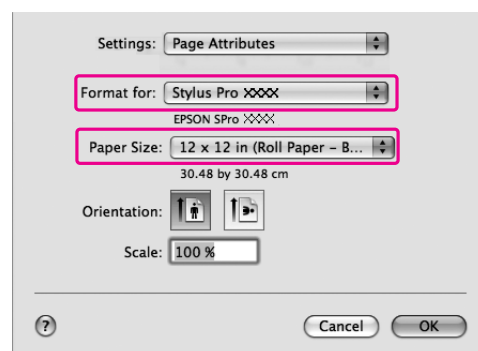 Settings: Page Attributes
Format for: Stylus Pro XXXX
EPSON SPro XXXX
Paper Size: 12 x 12 in (Roll Paper – B...
30.48 by 30.48 cm
Orientation:
Scale: 100 %
? Cancel OK